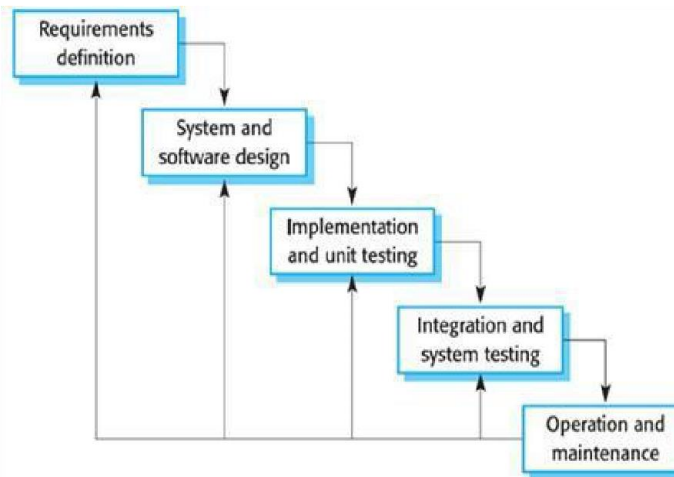 Requirements
definition
System and
software design
Implementation
and unit testing
Integration and
system testing
Operation and
maintenance